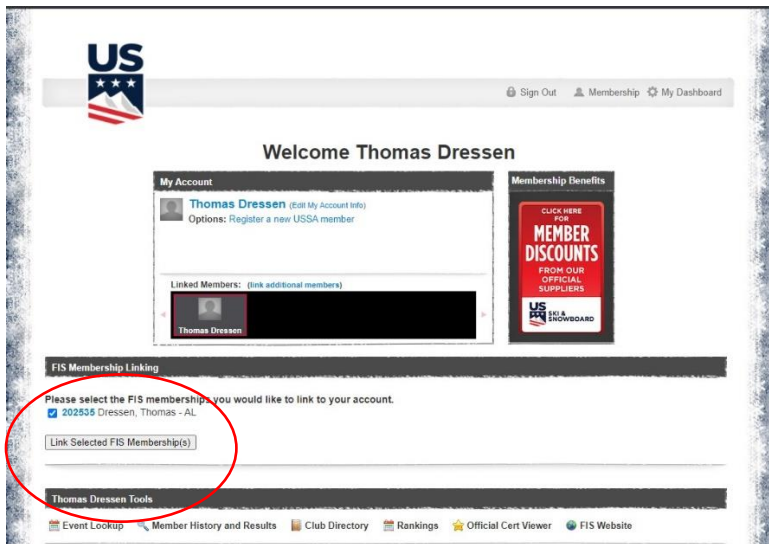 US
Sign Out Membership My Dashboard
Welcome Thomas Dressen
My Account
Thomas Dressen (Edit My Account Info)
Options: Register a new USSA member
Linked Members: (link additional members)
Thomas Dressen
Membership Benefits
CLICK HERE
FOR
MEMBER
DISCOUNTS
FROM OUR
OFFICIAL
SUPPLIERS
US SKI &
SNOWBOARD
FIS Membership Linking
Please select the FIS memberships you would like to link to your account.
202535 Dressen, Thomas - AL
Link Selected FIS Membership(s)
Thomas Dressen Tools
Event Lookup Member History and Results Club Directory Rankings Official Cert Viewer FIS Website